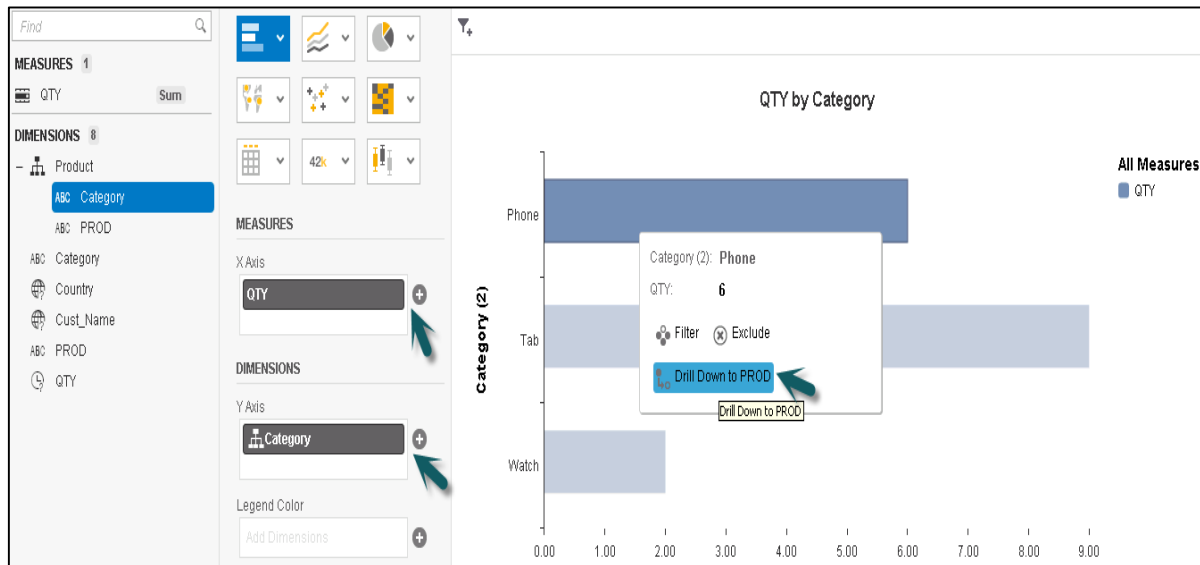 Find
MEASURES 1
QTY Sum
DIMENSIONS 8
Product
ABC Category
ABC PROD
ABC Category
Country
Cust_Name
ABC PROD
QTY
42k
MEASURES
X Axis
QTY
DIMENSIONS
Y Axis
Category
Legend Color
Add Dimensions
QTY by Category
Category (2)
Phone
Tab
Watch
0.00 1.00 2.00 3.00 4.00 5.00 6.00 7.00 8.00 9.00
Category (2): Phone
QTY: 6
Filter Exclude
Drill Down to PROD
Drill Down to PROD
All Measures
QTY